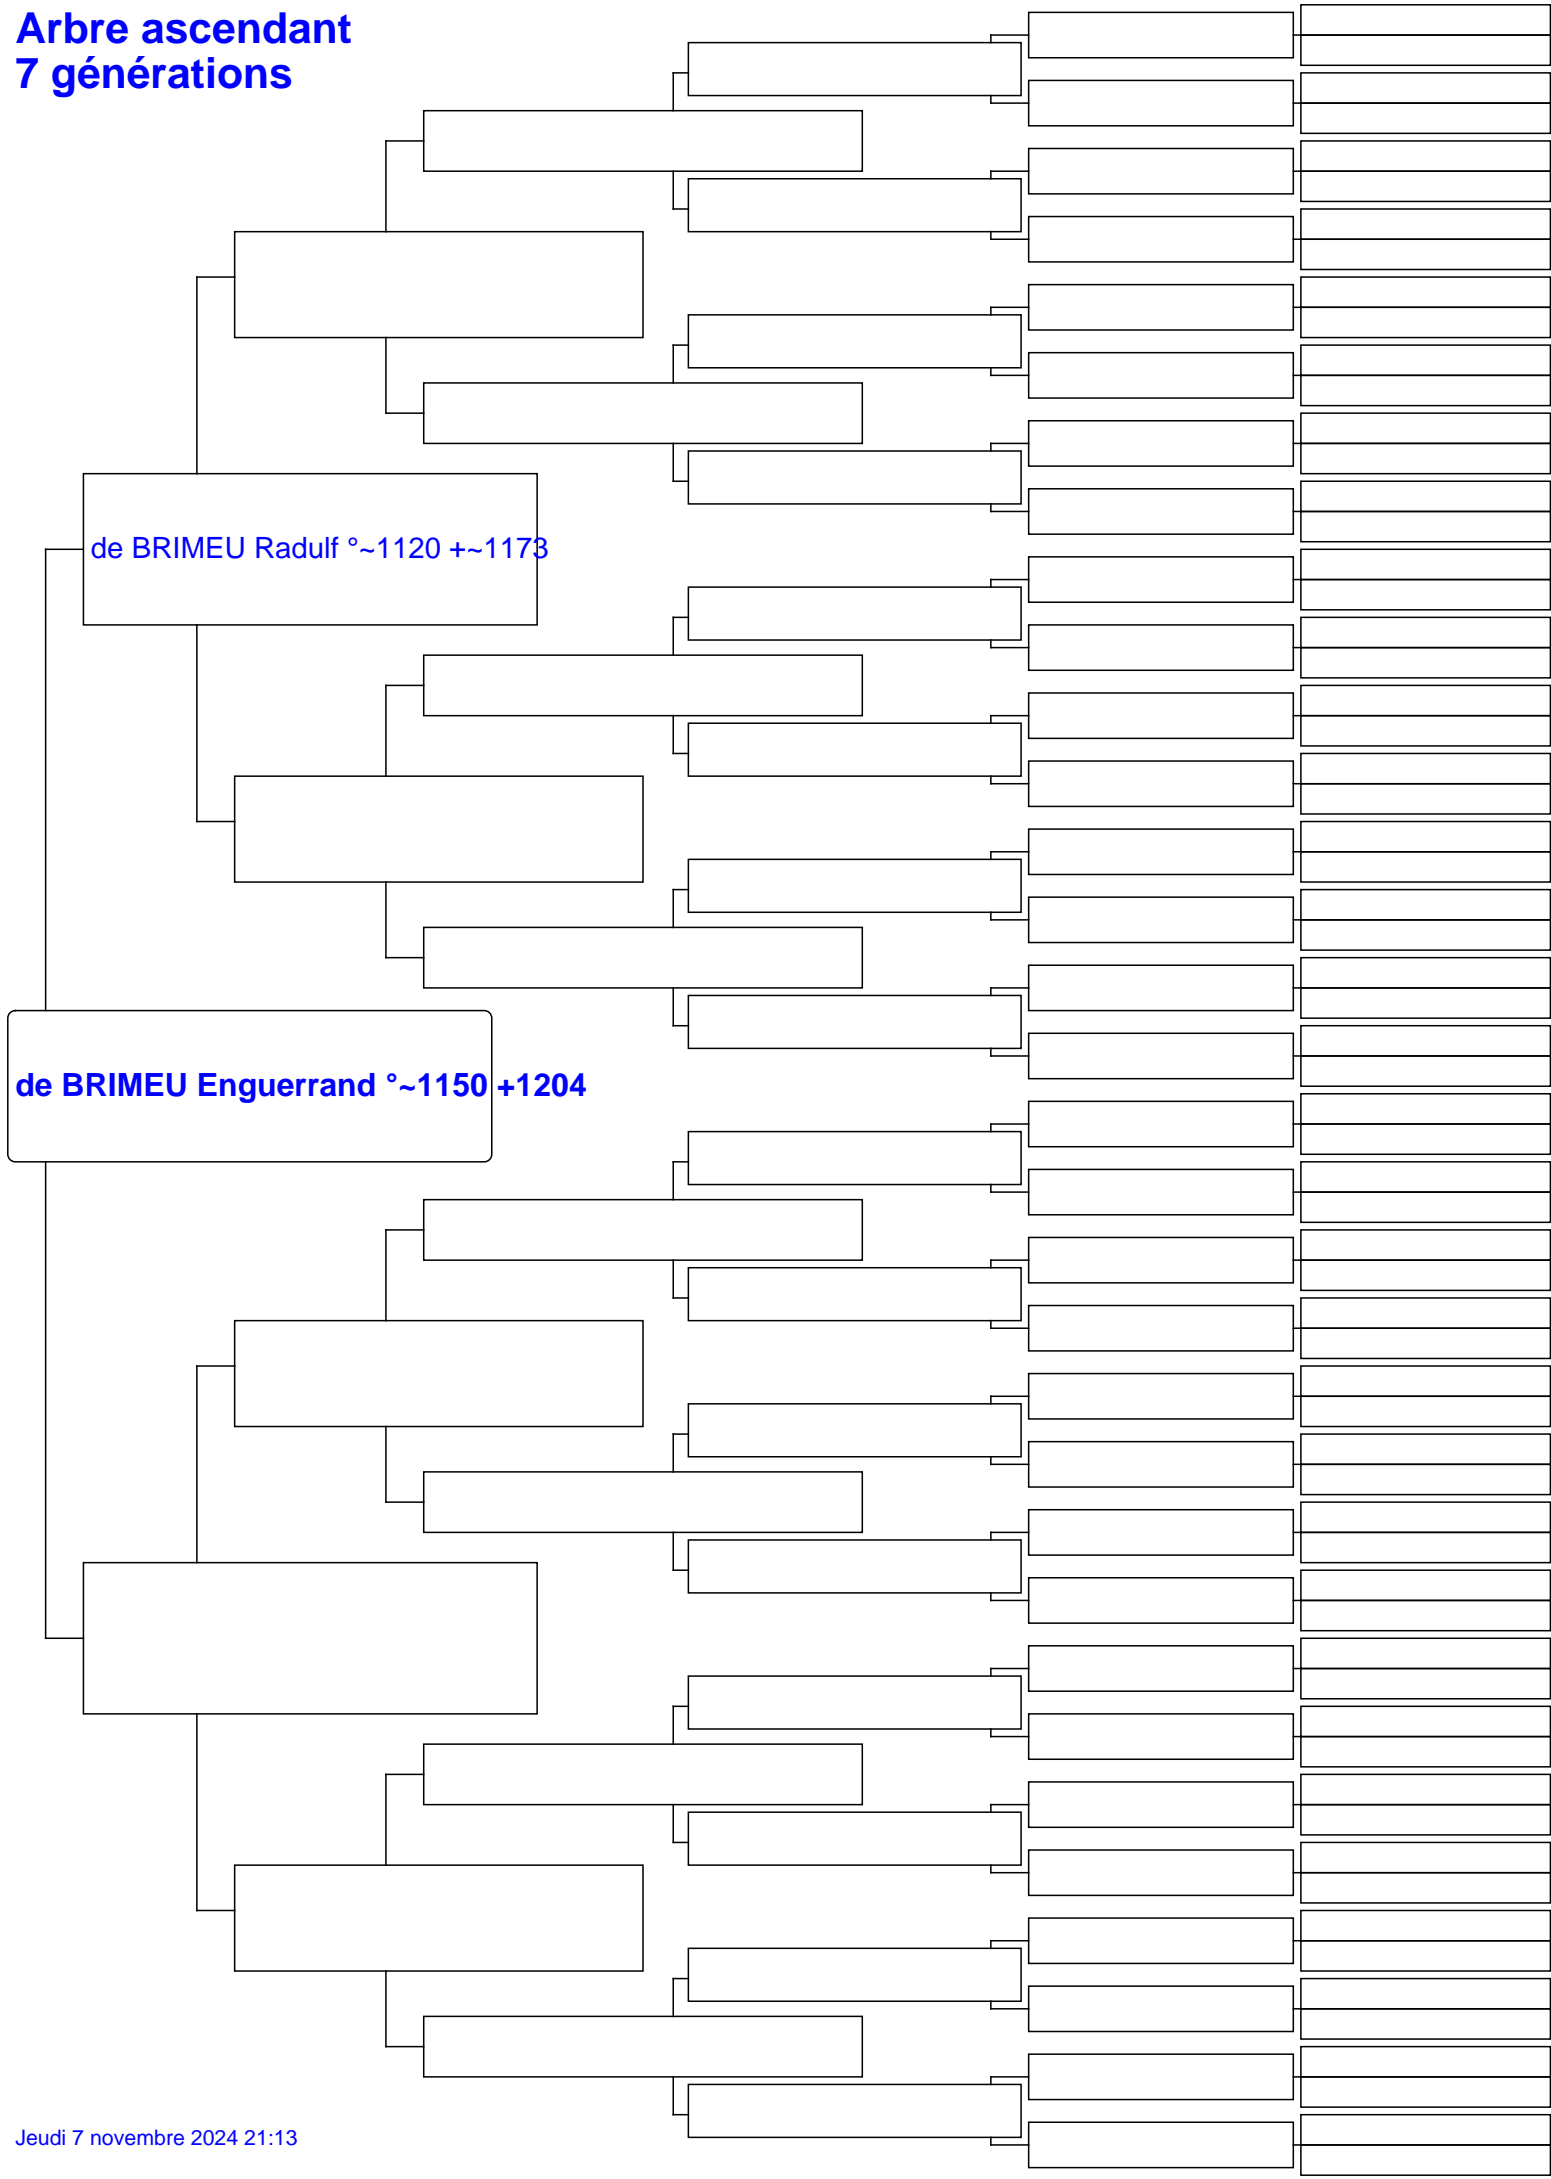 Arbre ascendant
7 générations
de BRIMEU Radulf °~1120 +~1173
de BRIMEU Enguerrand °~1150 +1204
Jeudi 7 novembre 2024 21:13